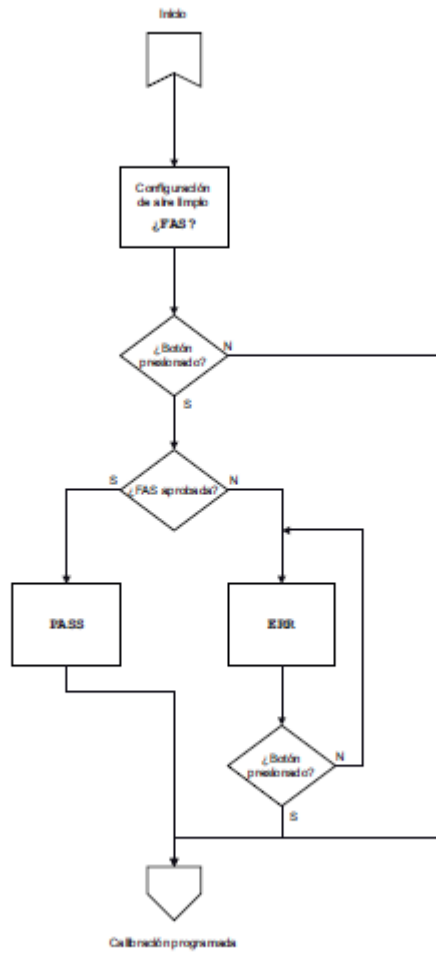 Inicio
Configuración
de aire limpio
¿FAS?
¿Botón
presionado?
N
S
¿FAS aprobada?
S
N
PASS
ERR
¿Botón
presionado?
N
S
Calibración programada